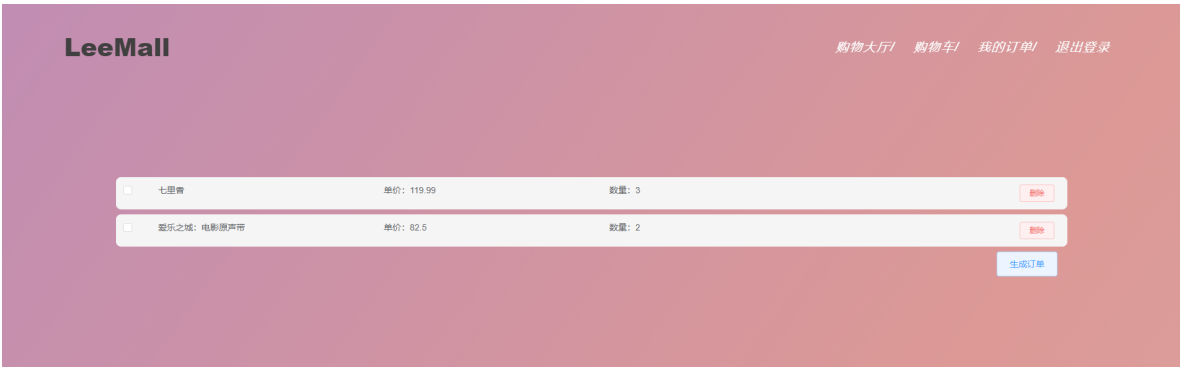 LeeMall
购物大厅/ 购物车/ 我的订单/ 退出登录
七里香 单价：119.99 数量：3 删除
爱乐之城：电影原声带 单价：82.5 数量：2 删除
生成订单